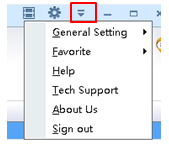 General Setting
Favorite
Help
Tech Support
About Us
Sign out